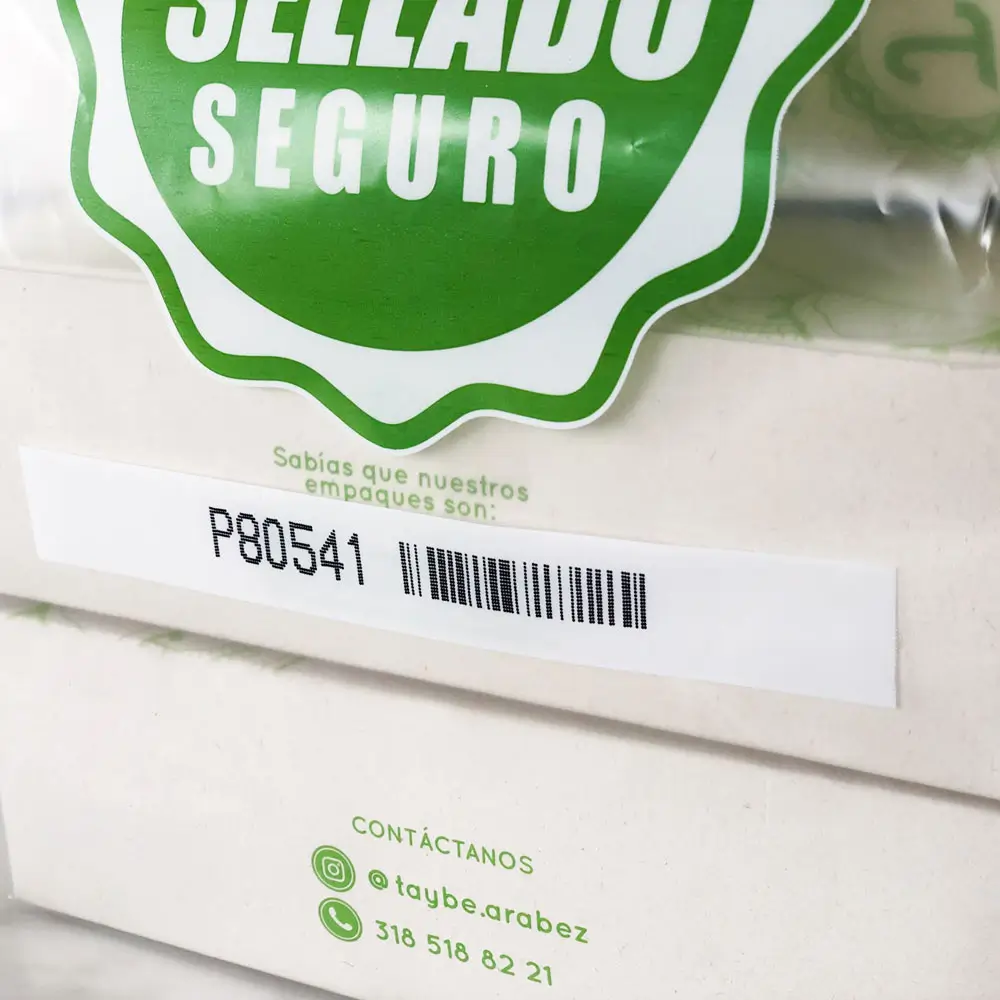 SELLADO
SEGURO
Sabías que nuestros
empaques son:
P80541
CONTÁCTANOS
@taybe.arabez
318 518 82 21